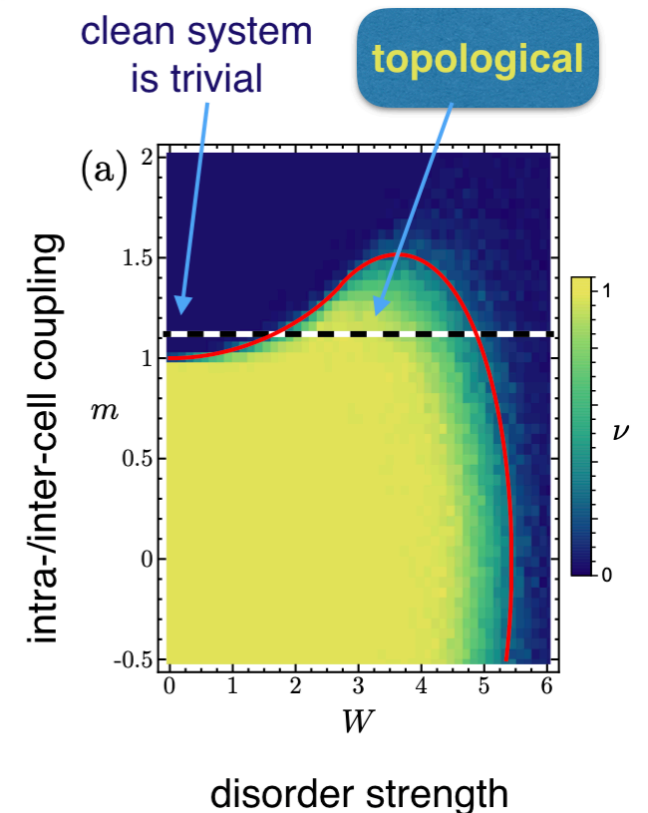 clean system
is trivial
topological
(a)
2
1.5
1
0.5
0
-0.5
m
intra-/inter-cell coupling
0 1 2 3 4 5 6
W
disorder strength
1
ν
0